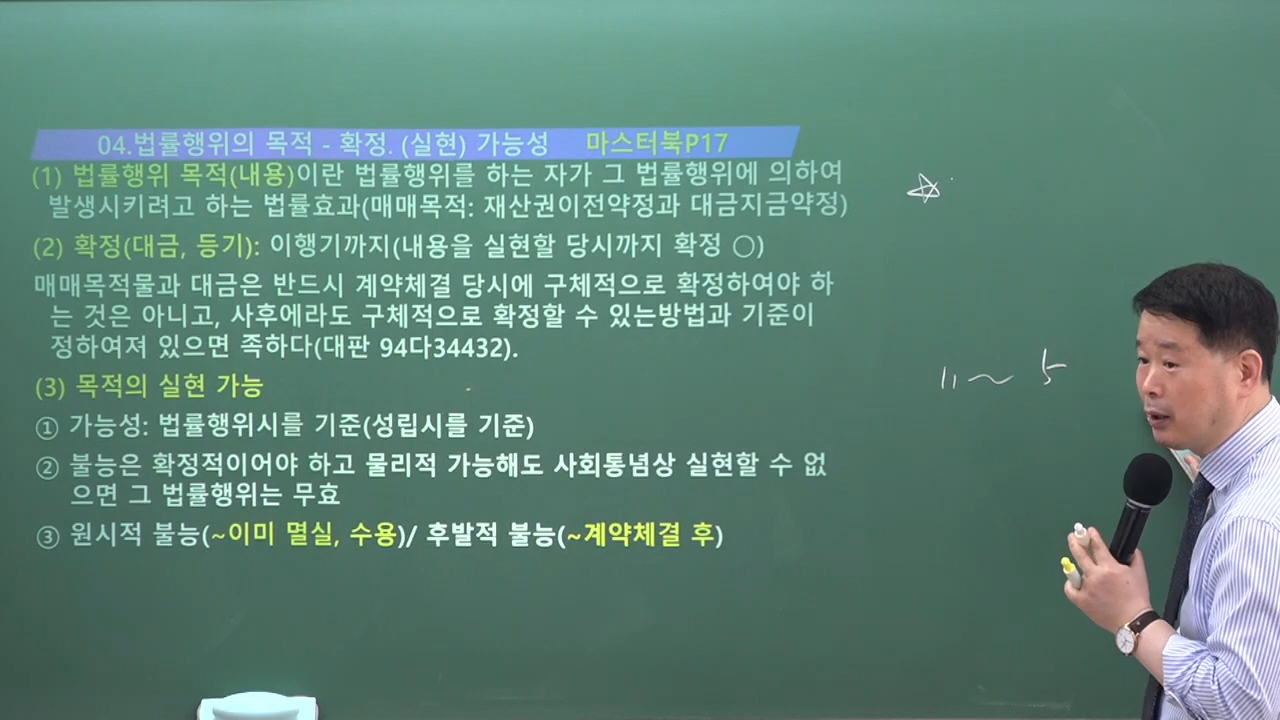 04.법률행위의 목적 - 확정. (실현) 가능성 마스터북P17
(1) 법률행위 목적(내용)이란 법률행위를 하는 자가 그 법률행위에 의하여
발생시키려고 하는 법률효과(매매목적: 재산권이전약정과 대금지금약정)
(2) 확정(대금, 등기): 이행기까지(내용을 실현할 당시까지 확정 ○)
매매목적물과 대금은 반드시 계약체결 당시에 구체적으로 확정하여야 하
는 것은 아니고, 사후에라도 구체적으로 확정할 수 있는방법과 기준이
정하여져 있으면 족하다(대판 94다34432).
(3) 목적의 실현 가능
① 가능성: 법률행위시를 기준(성립시를 기준)
② 불능은 확정적이어야 하고 물리적 가능해도 사회통념상 실현할 수 없
으면 그 법률행위는 무효
③ 원시적 불능(~이미 멸실, 수용)/ 후발적 불능(~계약체결 후)
11~ 5